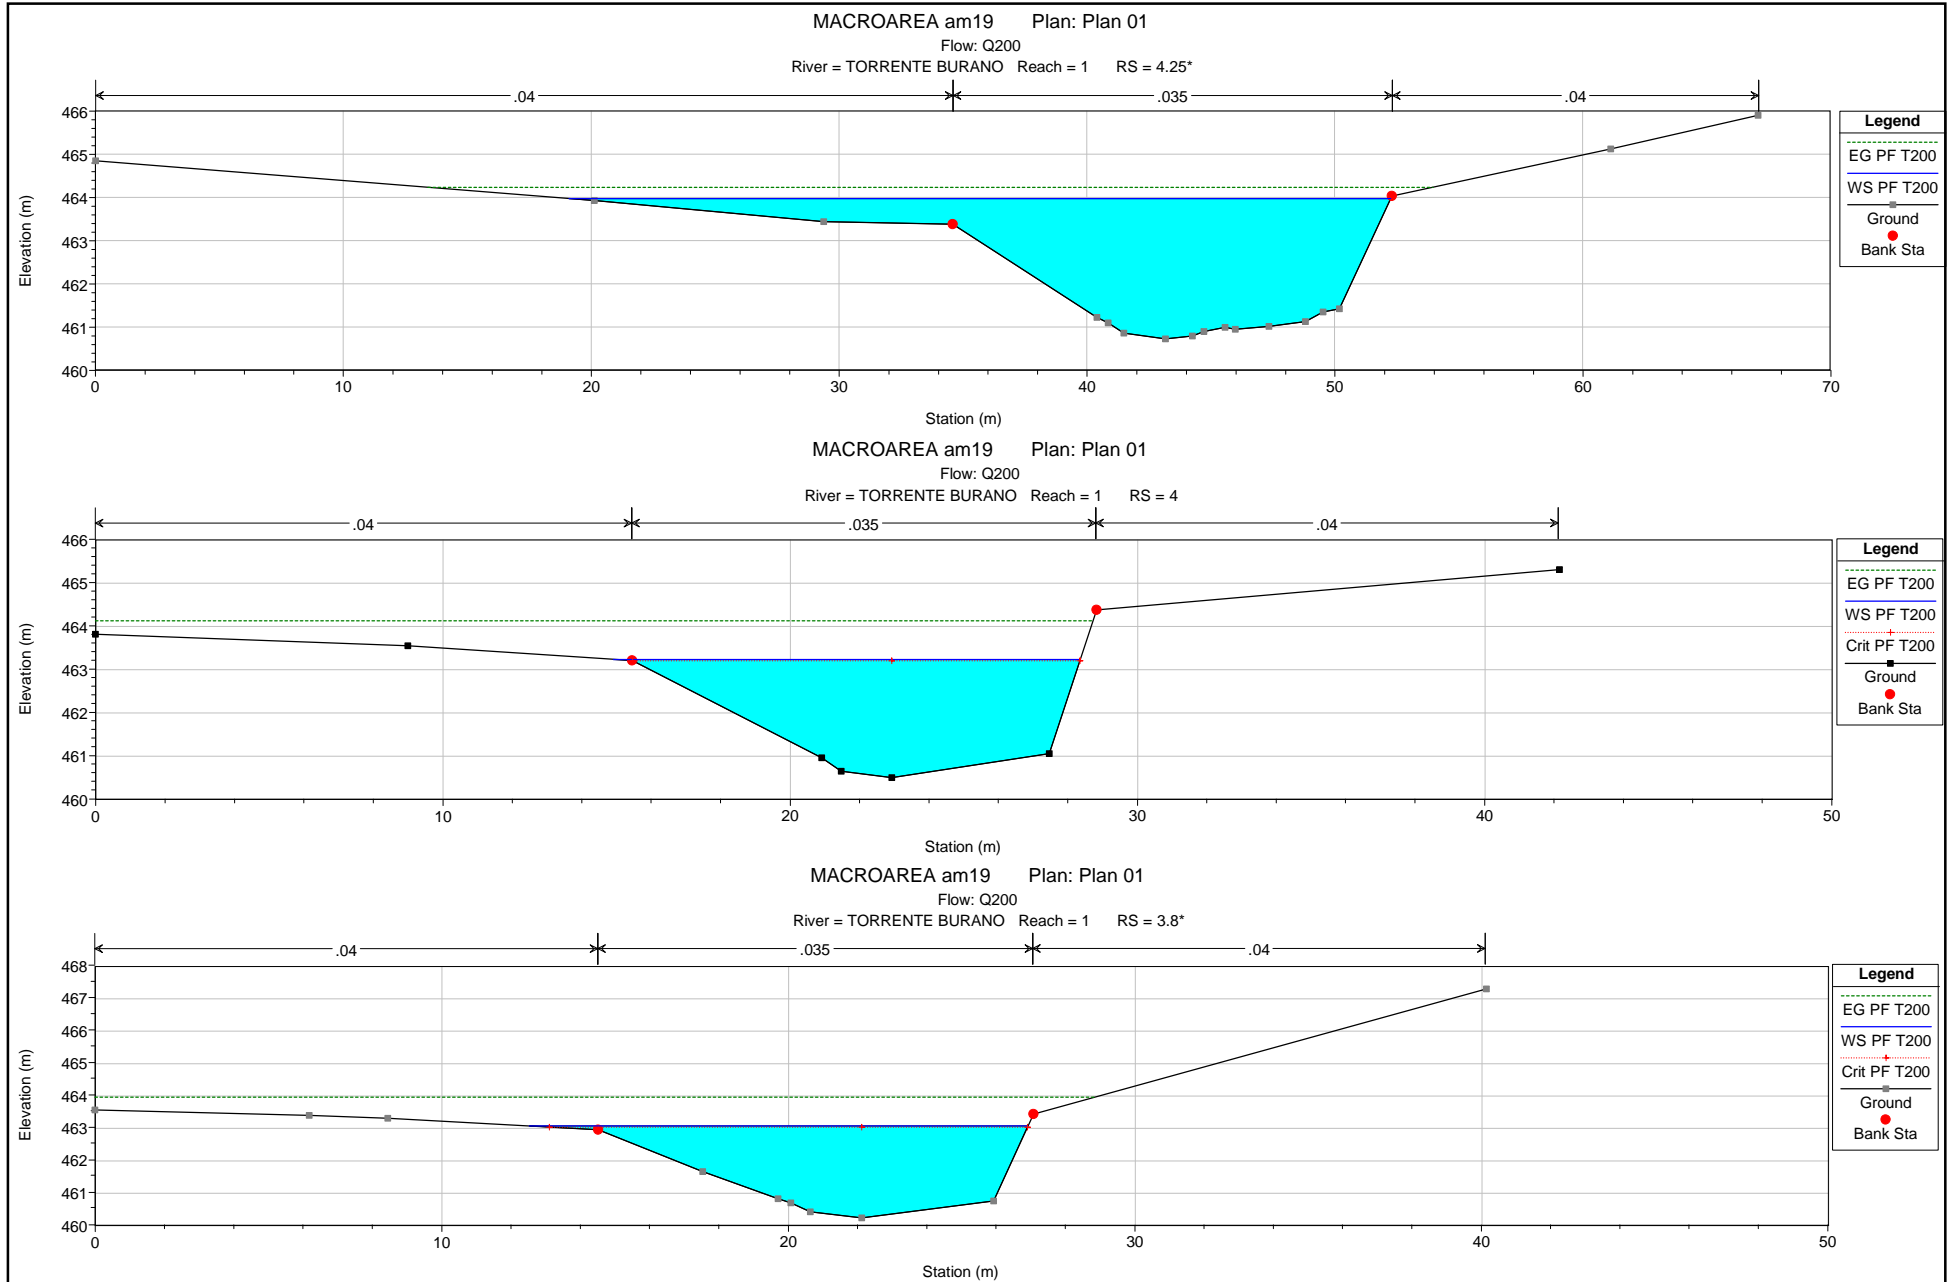 MACROAREA am19 Plan: Plan 01
Flow: Q200
River = TORRENTE BURANO Reach = 1 RS = 4.25*
.04 .035 .04
466
465
464
463
462
461
460
Elevation (m)
0 10 20 30 40 50 60 70
Station (m)
Legend
EG PF T200
WS PF T200
Ground
Bank Sta
MACROAREA am19 Plan: Plan 01
Flow: Q200
River = TORRENTE BURANO Reach = 1 RS = 4
.04 .035 .04
466
465
464
463
462
461
460
Elevation (m)
0 10 20 30 40 50
Station (m)
Legend
EG PF T200
WS PF T200
Crit PF T200
Ground
Bank Sta
MACROAREA am19 Plan: Plan 01
Flow: Q200
River = TORRENTE BURANO Reach = 1 RS = 3.8*
.04 .035 .04
468
467
466
465
464
463
462
461
460
Elevation (m)
0 10 20 30 40 50
Station (m)
Legend
EG PF T200
WS PF T200
Crit PF T200
Ground
Bank Sta